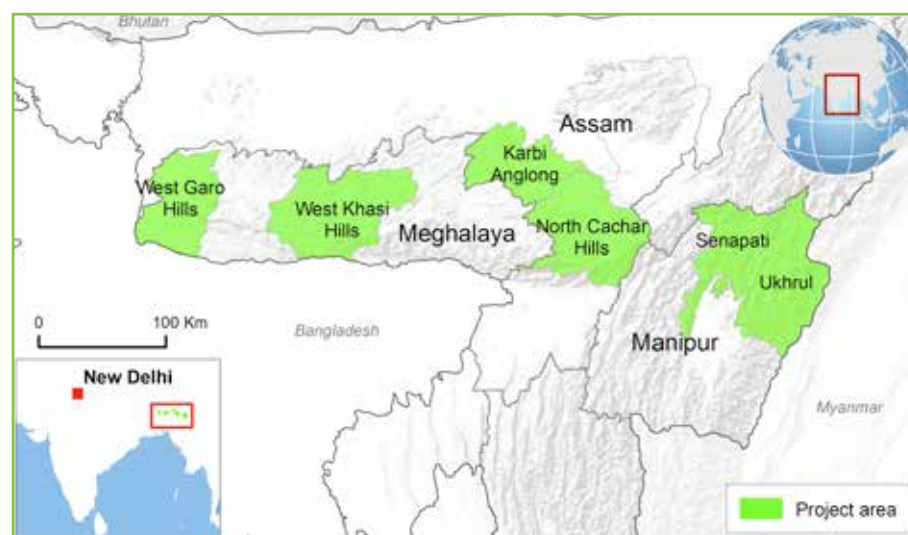 Bhutan
Assam
Karbi
Anglong
West Garo
Hills
West Khasi
Hills
Meghalaya
North Cachar
Hills
Senapati
Ukhrul
0 100 Km
Bangladesh
Manipur
New Delhi
Myanmar
Project area